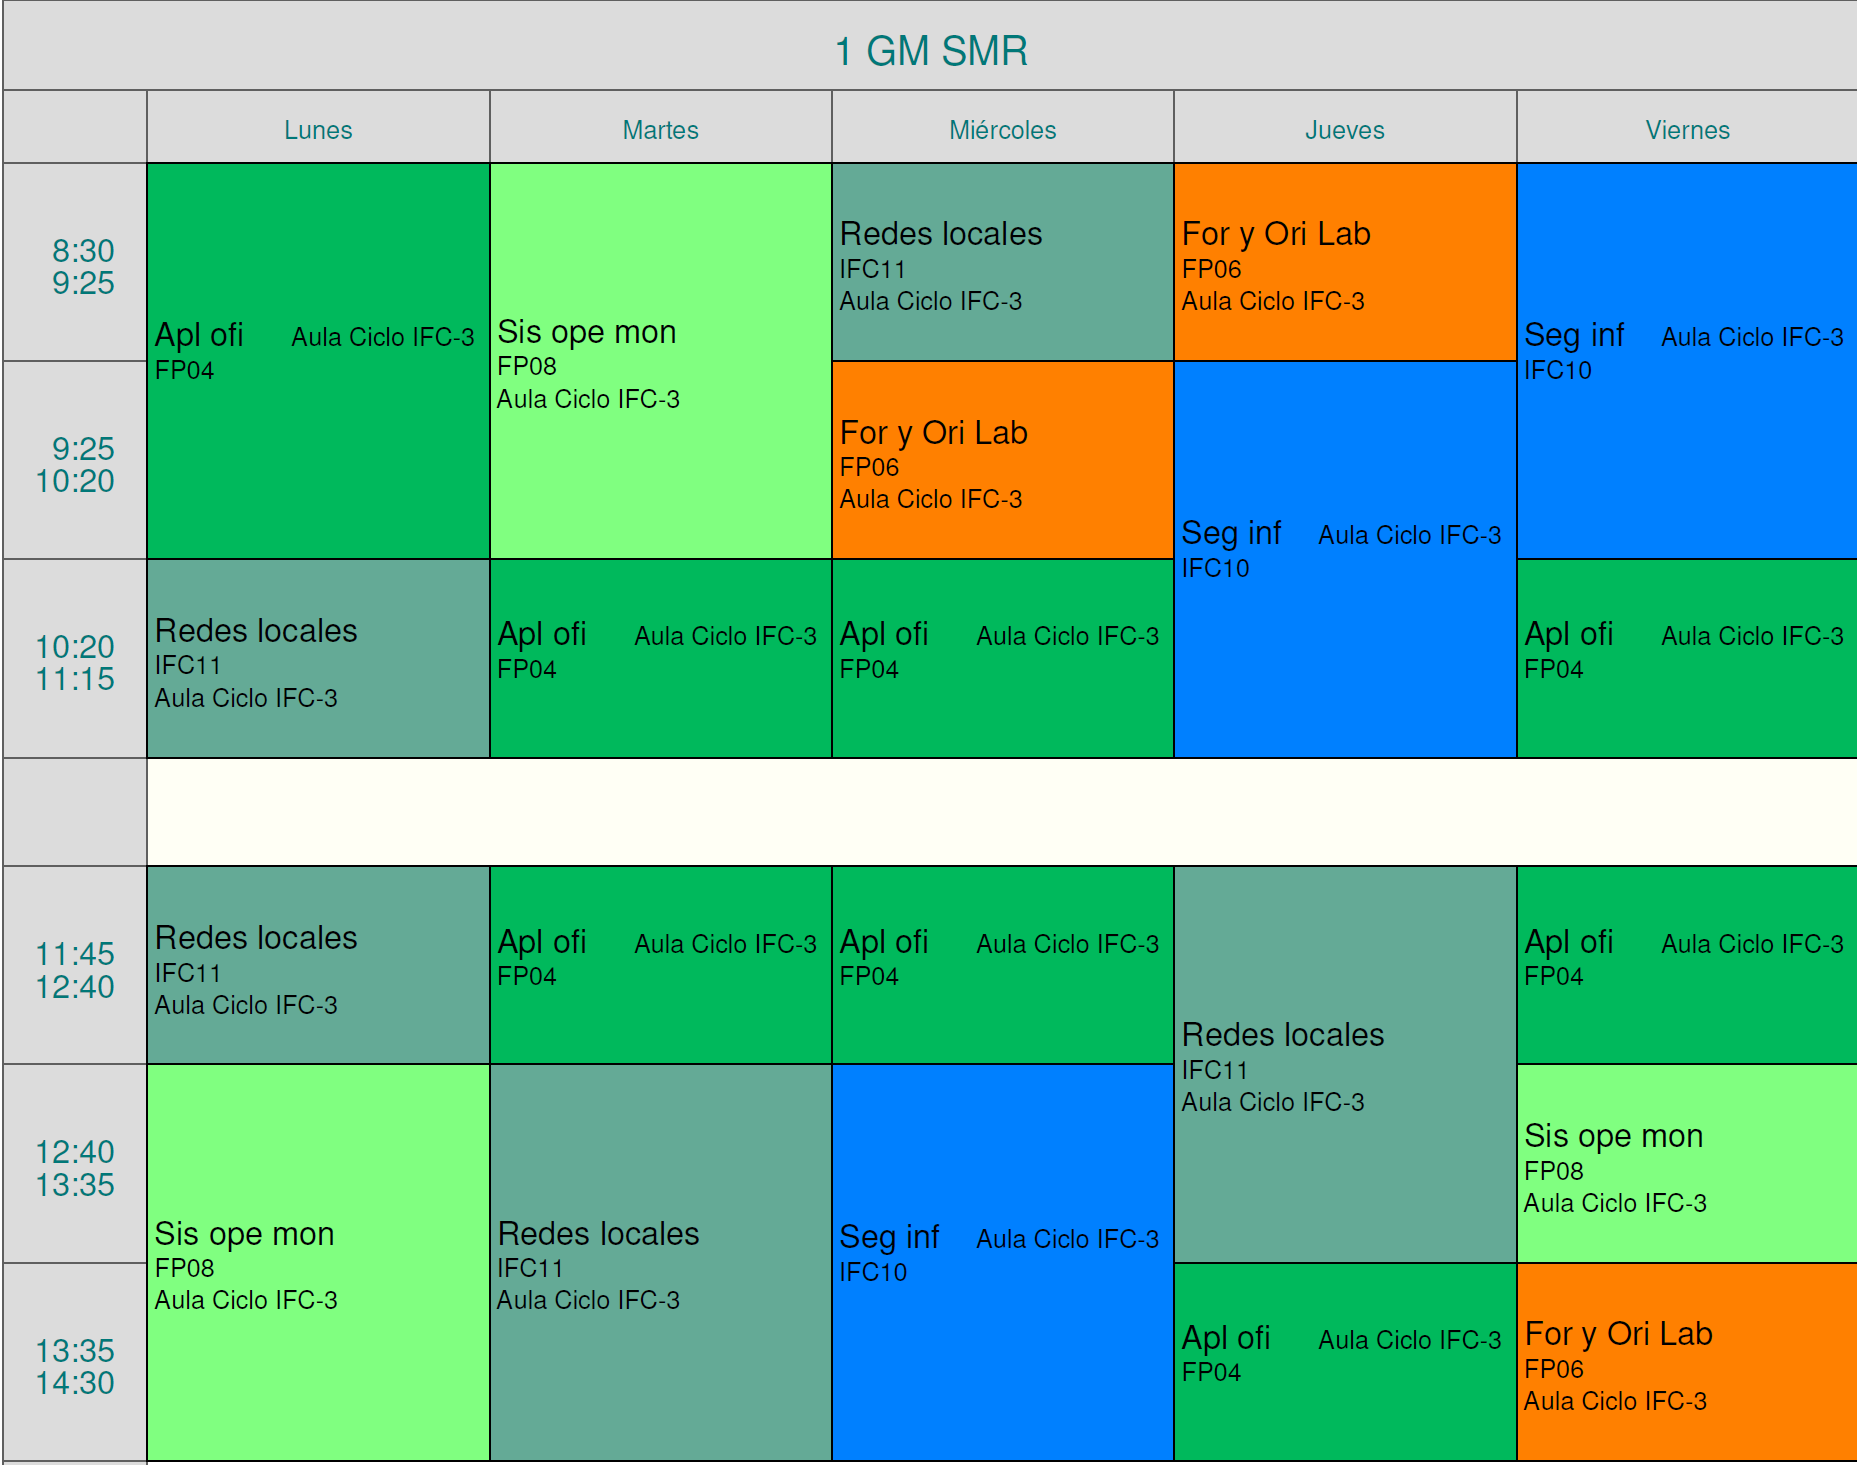 1 GM SMR
Lunes Martes Miércoles Jueves Viernes
8:30
9:25
Apl ofi Aula Ciclo IFC-3
FP04
Sis ope mon
FP08
Aula Ciclo IFC-3
Redes locales
IFC11
Aula Ciclo IFC-3
For y Ori Lab
FP06
Aula Ciclo IFC-3
Seg inf Aula Ciclo IFC-3
IFC10
9:25
10:20
For y Ori Lab
FP06
Aula Ciclo IFC-3
Seg inf Aula Ciclo IFC-3
IFC10
10:20
11:15
Redes locales
IFC11
Aula Ciclo IFC-3
Apl ofi Aula Ciclo IFC-3
FP04
Apl ofi Aula Ciclo IFC-3
FP04
Apl ofi Aula Ciclo IFC-3
FP04
11:45
12:40
Redes locales
IFC11
Aula Ciclo IFC-3
Apl ofi Aula Ciclo IFC-3
FP04
Apl ofi Aula Ciclo IFC-3
FP04
Redes locales
IFC11
Aula Ciclo IFC-3
Apl ofi Aula Ciclo IFC-3
FP04
12:40
13:35
Sis ope mon
FP08
Aula Ciclo IFC-3
Redes locales
IFC11
Aula Ciclo IFC-3
Seg inf Aula Ciclo IFC-3
IFC10
Sis ope mon
FP08
Aula Ciclo IFC-3
13:35
14:30
Apl ofi Aula Ciclo IFC-3
FP04
For y Ori Lab
FP06
Aula Ciclo IFC-3